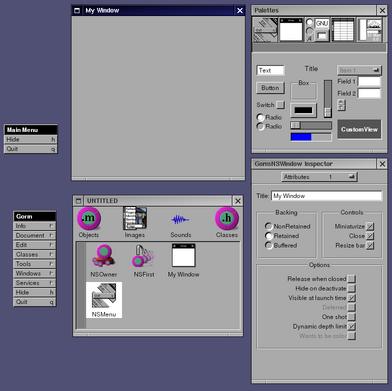 My Window
Palettes
GNU
Text
Title
Item 1
Button
Box
Field 1
Field 2
Switch
Radio
Radio
CustomView
Main Menu
Hide h
Quit q
GormNSWindow Inspector
Attributes 1
Title: My Window
Backing
Controls
NonRetained
Retained
Buffered
Miniaturize
Close
Resize bar
Options
Release when closed
Hide on deactivate
Visible at launch time
Deferred
One shot
Dynamic depth limit
Wants to be color
UNTITLED
.m
.h
Objects
Images
Sounds
Classes
NSOwner
NSFirst
My Window
NSMenu
Gorm
Info
Document
Edit
Classes
Tools
Windows
Services
Hide h
Quit q